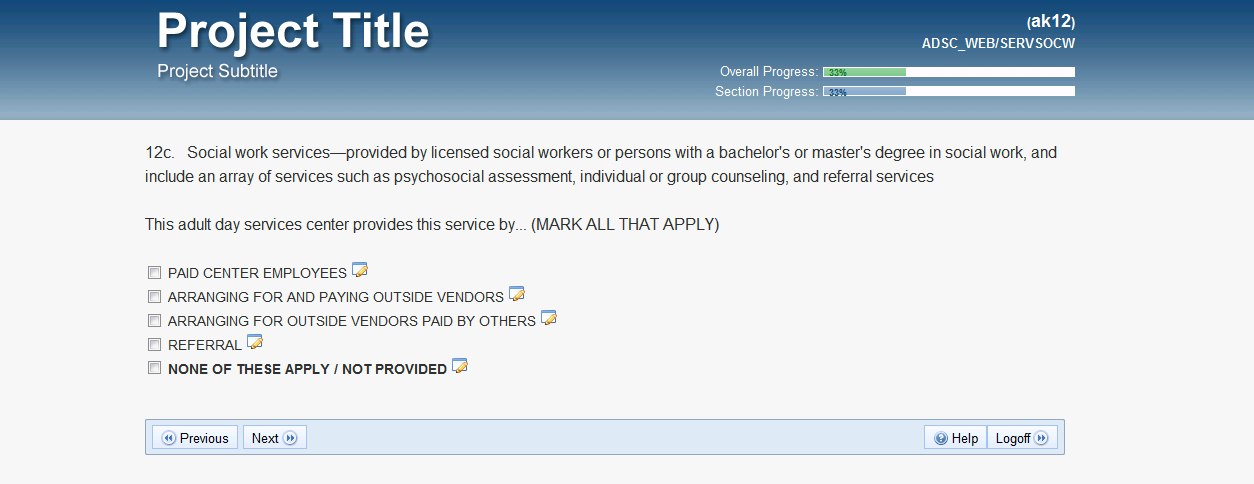 Project Title
Project Subtitle
(ak12)
ADSC_WEB/SERVSOCW
Overall Progress: 33%
Section Progress: 33%
12c. Social work services—provided by licensed social workers or persons with a bachelor's or master's degree in social work, and
include an array of services such as psychosocial assessment, individual or group counseling, and referral services
This adult day services center provides this service by... (MARK ALL THAT APPLY)
PAID CENTER EMPLOYEES
ARRANGING FOR AND PAYING OUTSIDE VENDORS
ARRANGING FOR OUTSIDE VENDORS PAID BY OTHERS
REFERRAL
NONE OF THESE APPLY / NOT PROVIDED
Previous Next Help Logoff